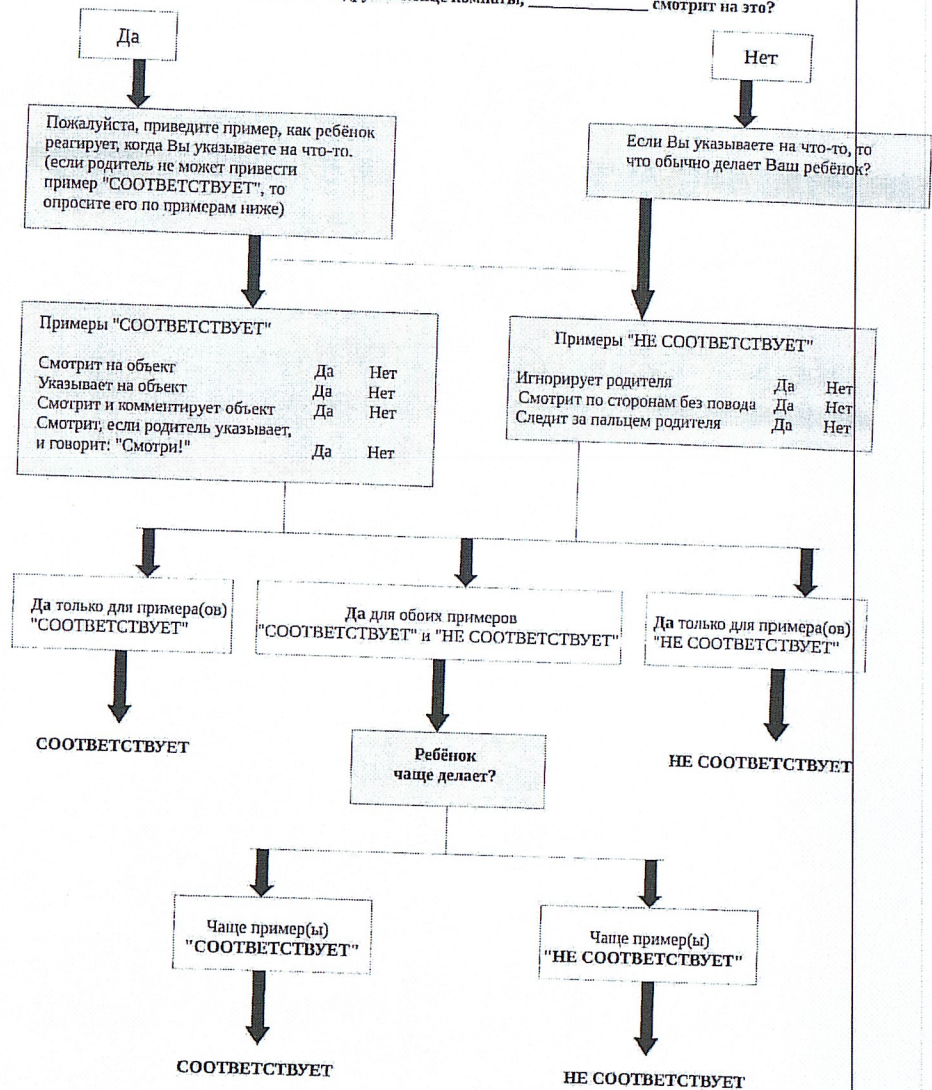 комнаты, ____________ смотрит на это?
Да
Нет
Пожалуйста, приведите пример, как ребёнок
реагирует, когда Вы указываете на что-то.
(если родитель не может привести
пример "СООТВЕТСТВУЕТ", то
опросите его по примерам ниже)
Если Вы указываете на что-то, то
что обычно делает Ваш ребёнок?
Примеры "СООТВЕТСТВУЕТ"
Смотрит на объект Да Нет
Указывает на объект Да Нет
Смотрит и комментирует объект Да Нет
Смотрит, если родитель указывает,
и говорит: "Смотри!" Да Нет
Примеры "НЕ СООТВЕТСТВУЕТ"
Игнорирует родителя Да Нет
Смотрит по сторонам без повода Да Нет
Следит за пальцем родителя Да Нет
Да только для примера(ов)
"СООТВЕТСТВУЕТ"
Да для обоих примеров
"СООТВЕТСТВУЕТ" и "НЕ СООТВЕТСТВУЕТ"
Да только для примера(ов)
"НЕ СООТВЕТСТВУЕТ"
СООТВЕТСТВУЕТ
НЕ СООТВЕТСТВУЕТ
Ребёнок
чаще делает?
Чаще пример(ы)
"СООТВЕТСТВУЕТ"
Чаще пример(ы)
"НЕ СООТВЕТСТВУЕТ"
СООТВЕТСТВУЕТ
НЕ СООТВЕТСТВУЕТ